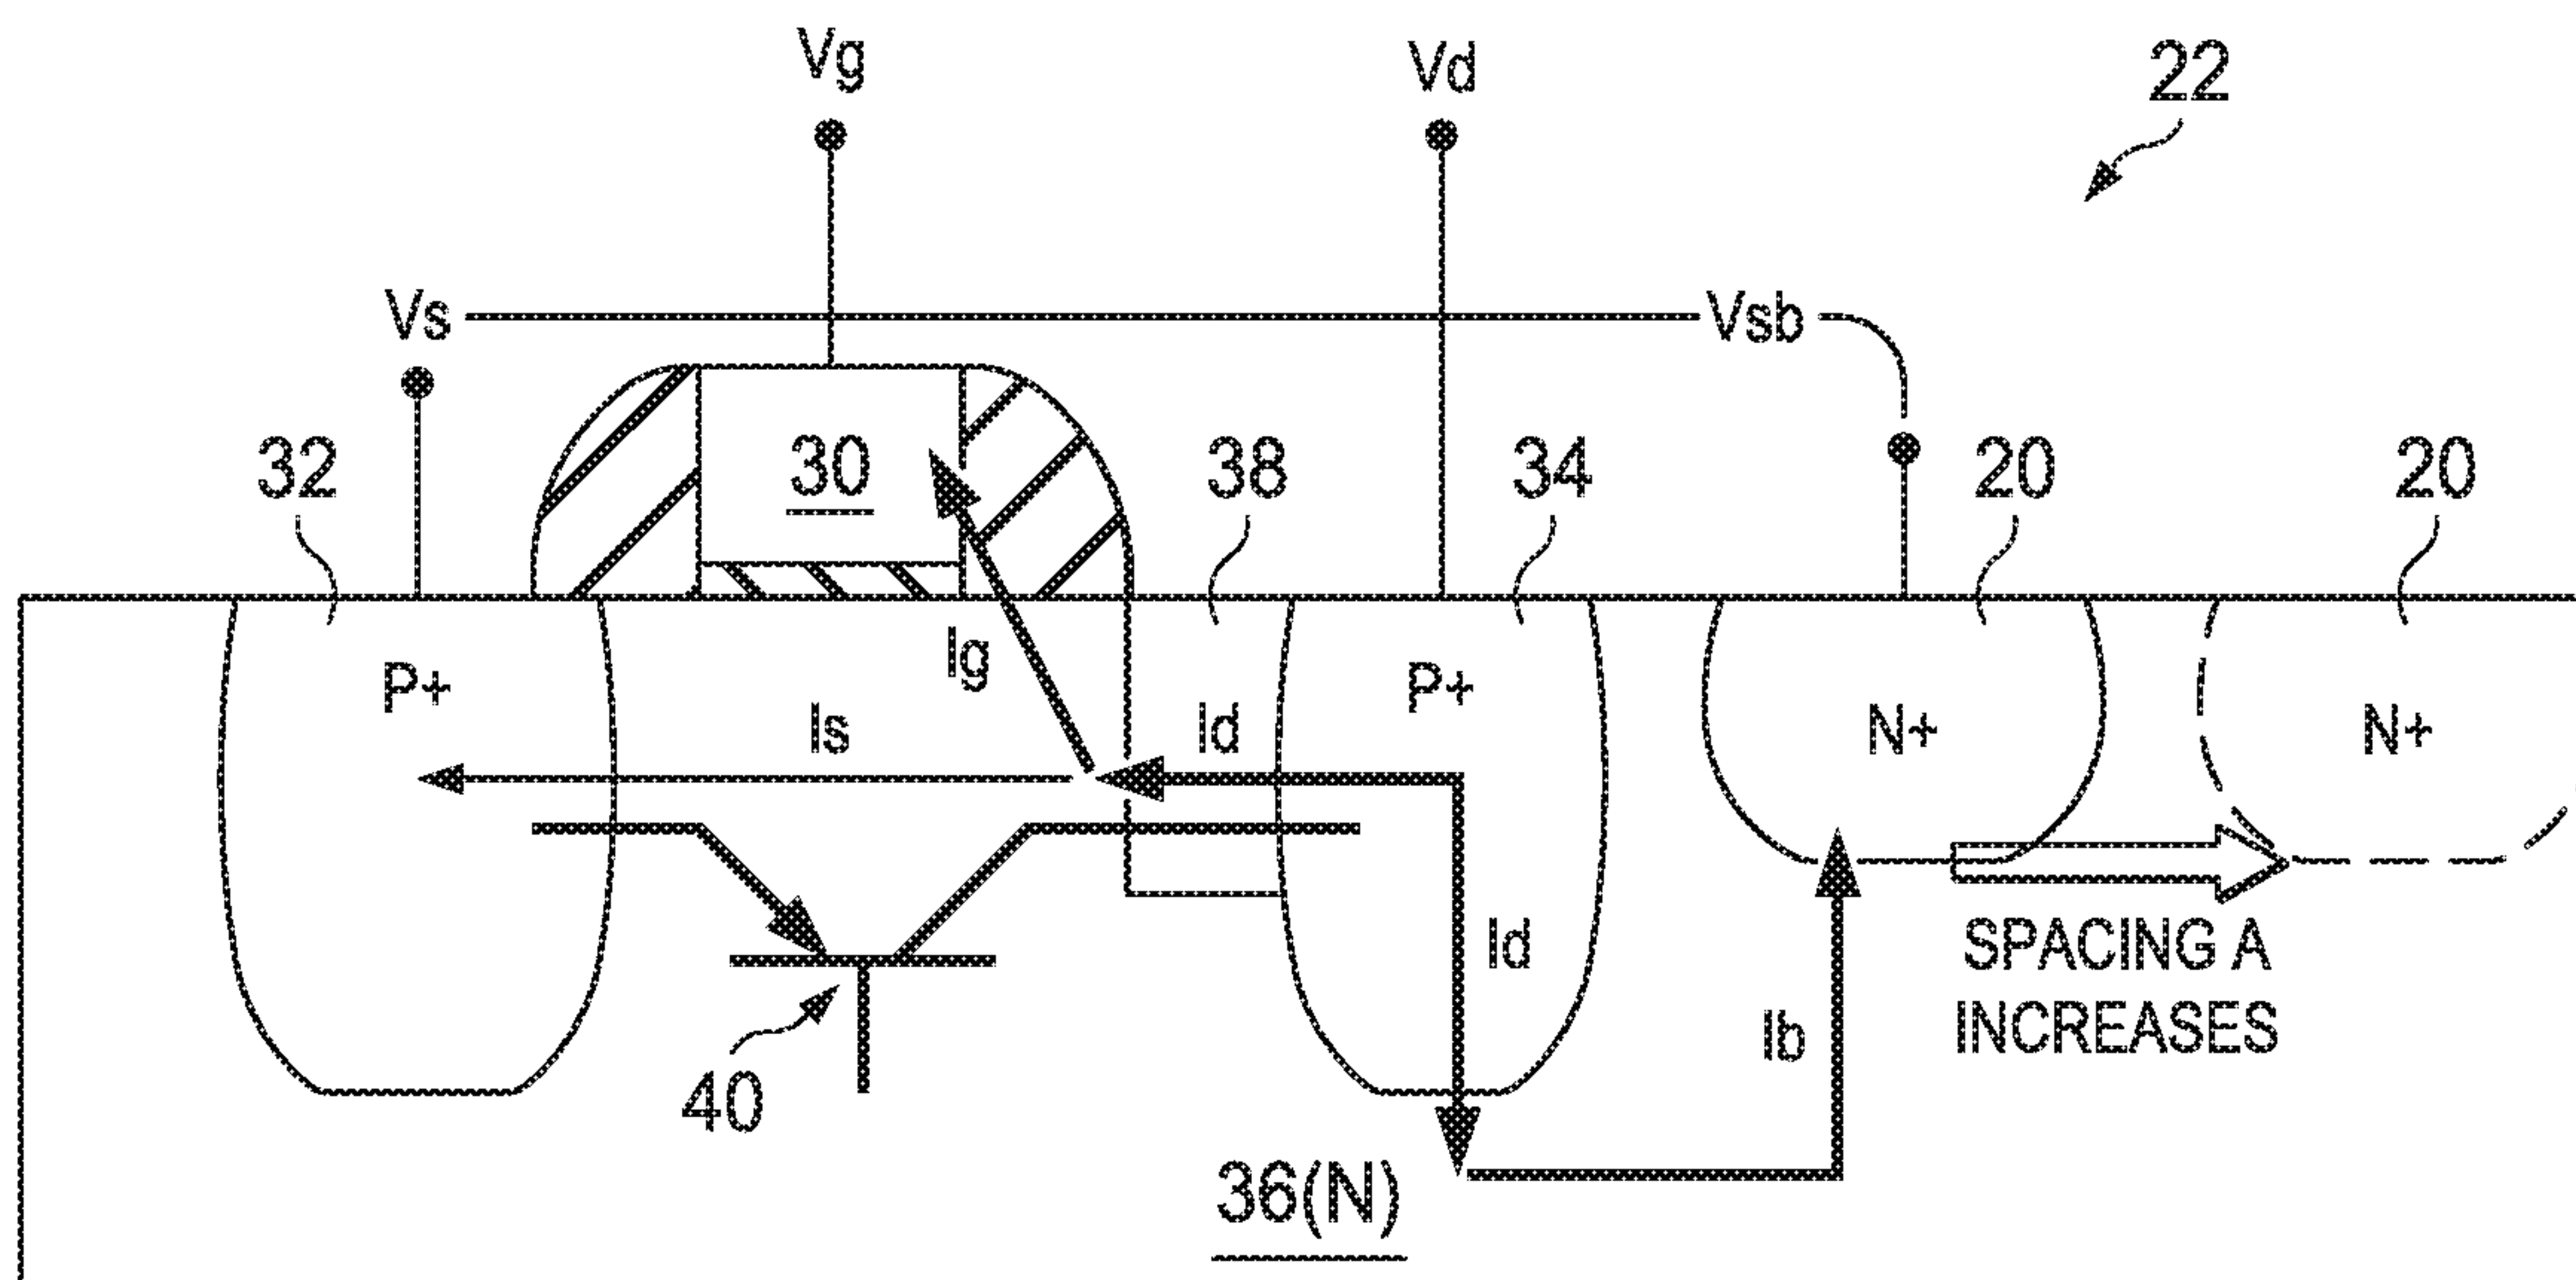 Vg
Vd
22
Vs
Vsb
32
30
38
34
20
20
Ig
P+
P+
Is
Id
N+
N+
Id
SPACING A
INCREASES
Ib
40
36(N)